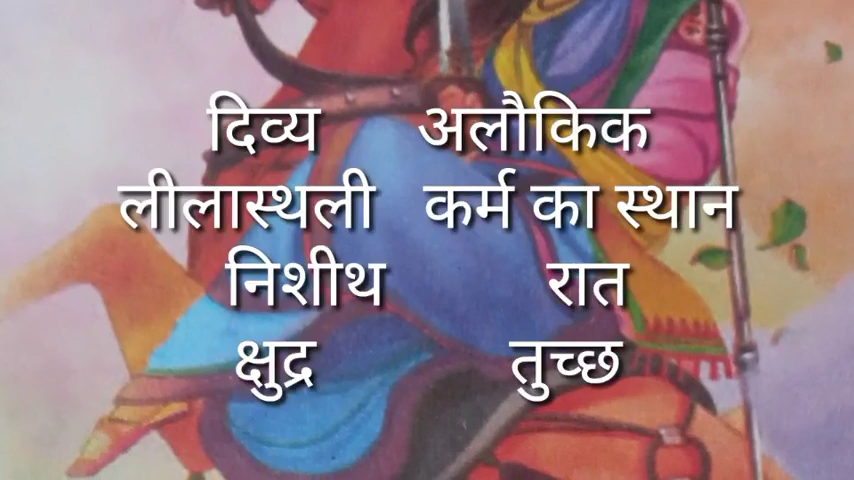 दिव्य अलौकिक
लीलास्थली कर्म का स्थान
निशीथ रात
क्षुद्र तुच्छ